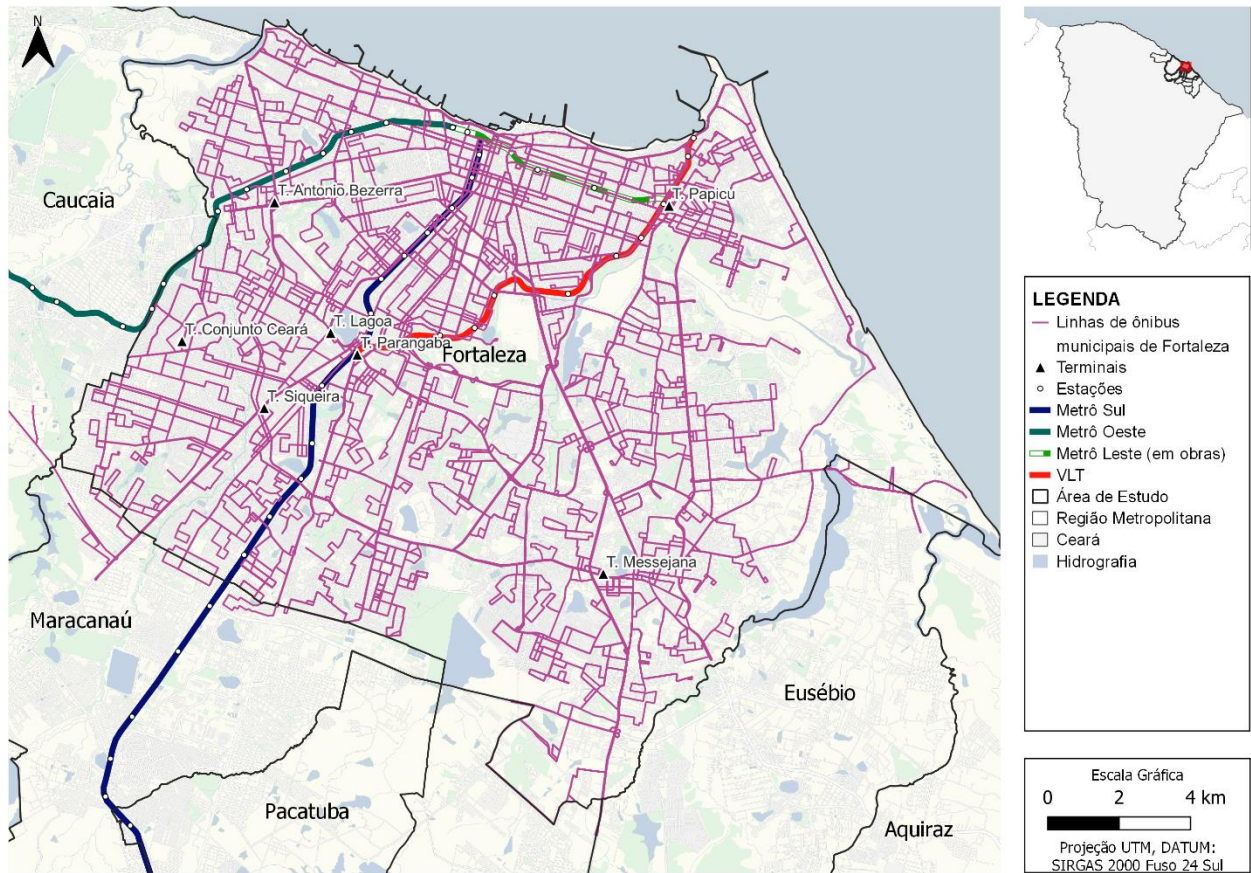 N
Caucaia
T. Antonio Bezerra
T. Papicu
T. Conjunto Ceará
T. Lagoa
T. Parangaba
Fortaleza
T. Siqueira
T. Messejana
Maracanaú
Eusébio
Pacatuba
Aquiraz
LEGENDA
Linhas de ônibus
municipais de Fortaleza
Terminais
Estações
Metrô Sul
Metrô Oeste
Metrô Leste (em obras)
VLT
Área de Estudo
Região Metropolitana
Ceará
Hidrografia
Escala Gráfica
0 2 4 km
Projeção UTM, DATUM:
SIRGAS 2000 Fuso 24 Sul